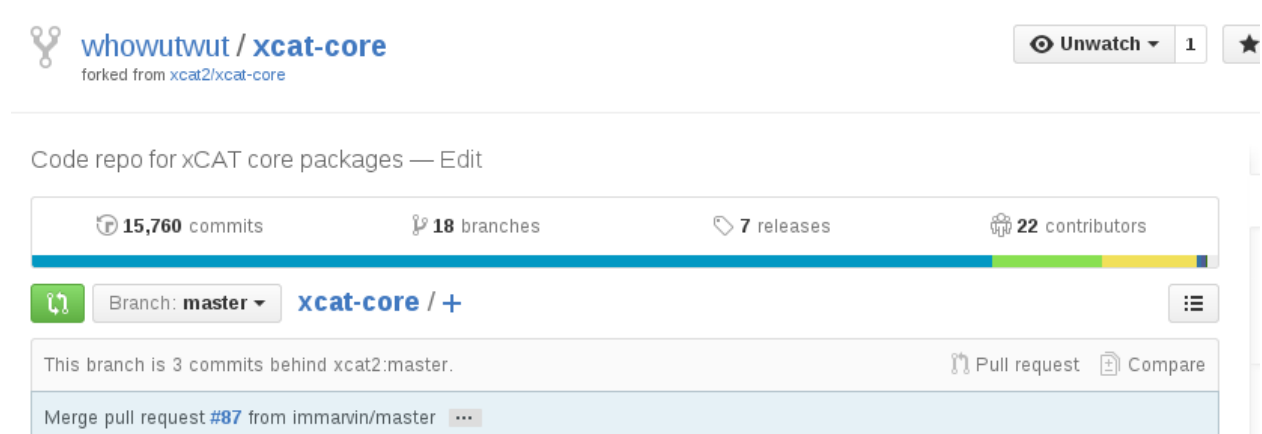 whowutwut / xcat-core
forked from xcat2/xcat-core
Unwatch 1
Code repo for xCAT core packages — Edit
15,760 commits 18 branches 7 releases 22 contributors
Branch: master xcat-core / +
This branch is 3 commits behind xcat2:master. Pull request Compare
Merge pull request #87 from immarvin/master ...